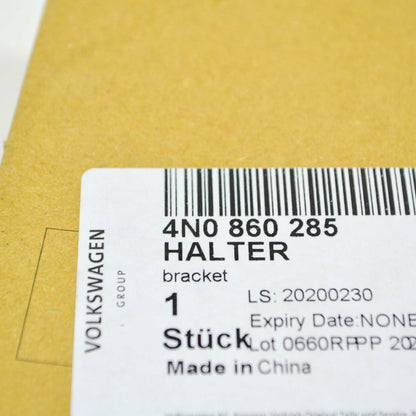 VOLKSWAGEN
GROUP
4N0 860 285
HALTER
bracket
1
Stück
LS: 20200230
Expiry Date:NONE
Lot 0660RPPP
Made in China